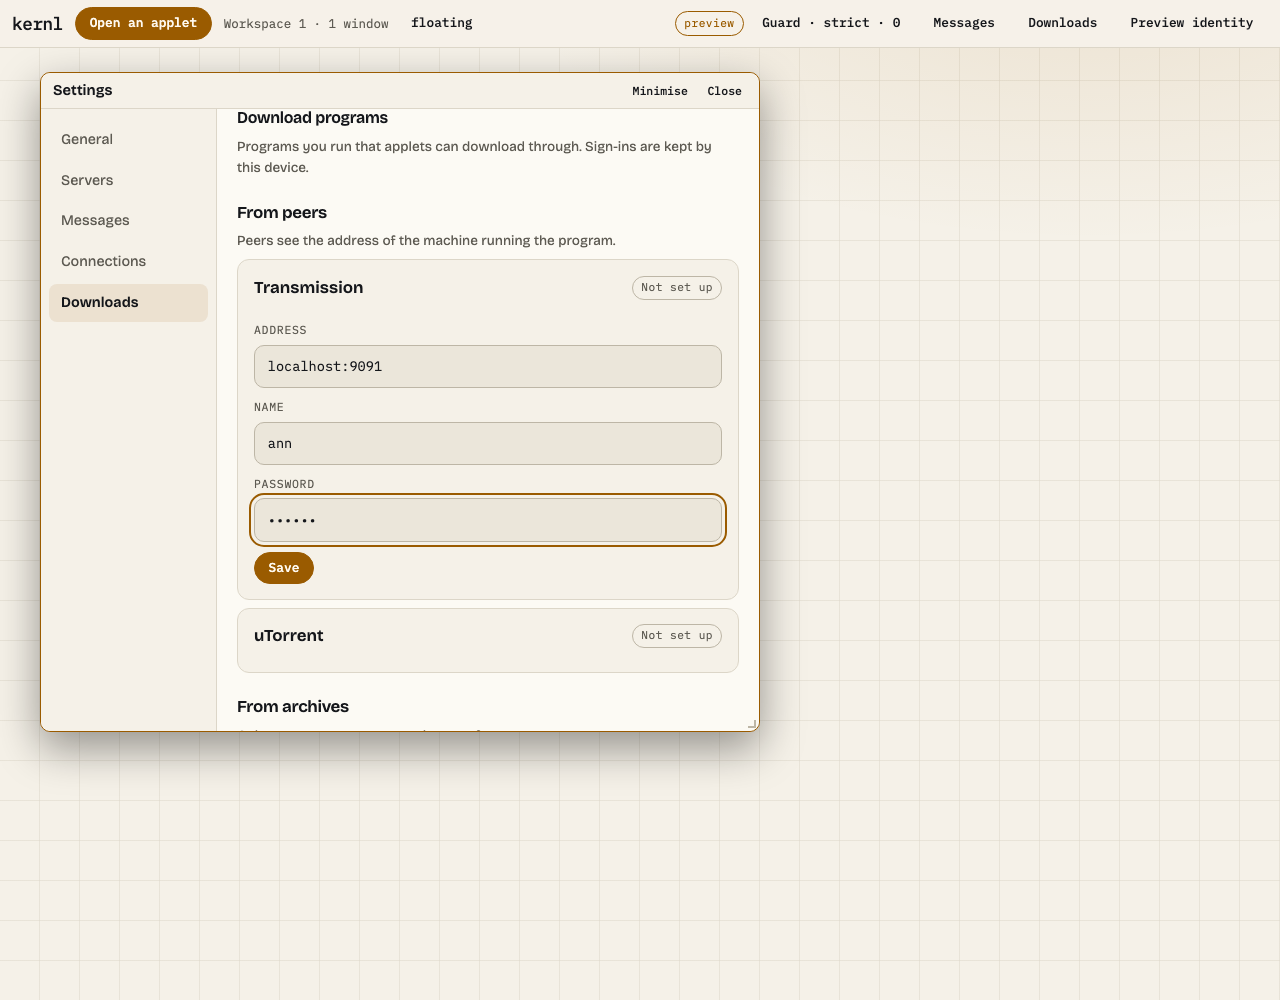 kernl
Open an applet
Workspace 1 · 1 window
floating
preview
Guard · strict · 0
Messages
Downloads
Preview identity
Settings
Minimise
Close
General
Servers
Messages
Connections
Downloads
Download programs
Programs you run that applets can download through. Sign-ins are kept by
this device.
From peers
Peers see the address of the machine running the program.
Transmission
Not set up
ADDRESS
localhost:9091
NAME
ann
PASSWORD
••••••
Save
uTorrent
Not set up
From archives